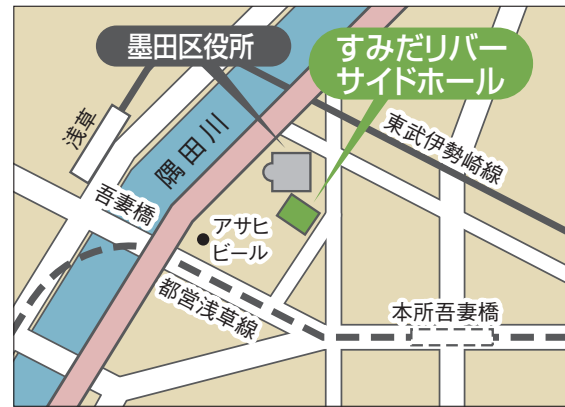 墨田区役所
すみだリバー
サイドホール
浅草
隅田川
東武伊勢崎線
吾妻橋
アサヒ
ビール
都営浅草線
本所吾妻橋